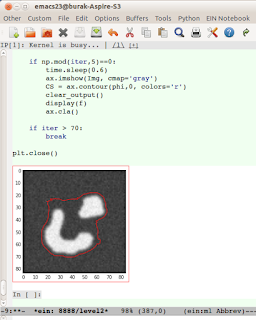 emacs23@burak-Aspire-S3
Other File Edit Options Buffers Tools Python EIN Notebook
IP[1]: Kernel is busy... | /1\ [+]
if np.mod(iter,5)==0:
time.sleep(0.6)
ax.imshow(Img, cmap='gray')
CS = ax.contour(phi,0, colors='r')
clear_output()
display(f)
ax.cla()
if iter > 70:
break
plt.close()
0
10
20
30
40
50
60
70
80
0 10 20 30 40 50 60 70 80
In [ ]:
-9:**- *ein: 8888/level2* 98% (387,0) (ein:ml Abbrev)---